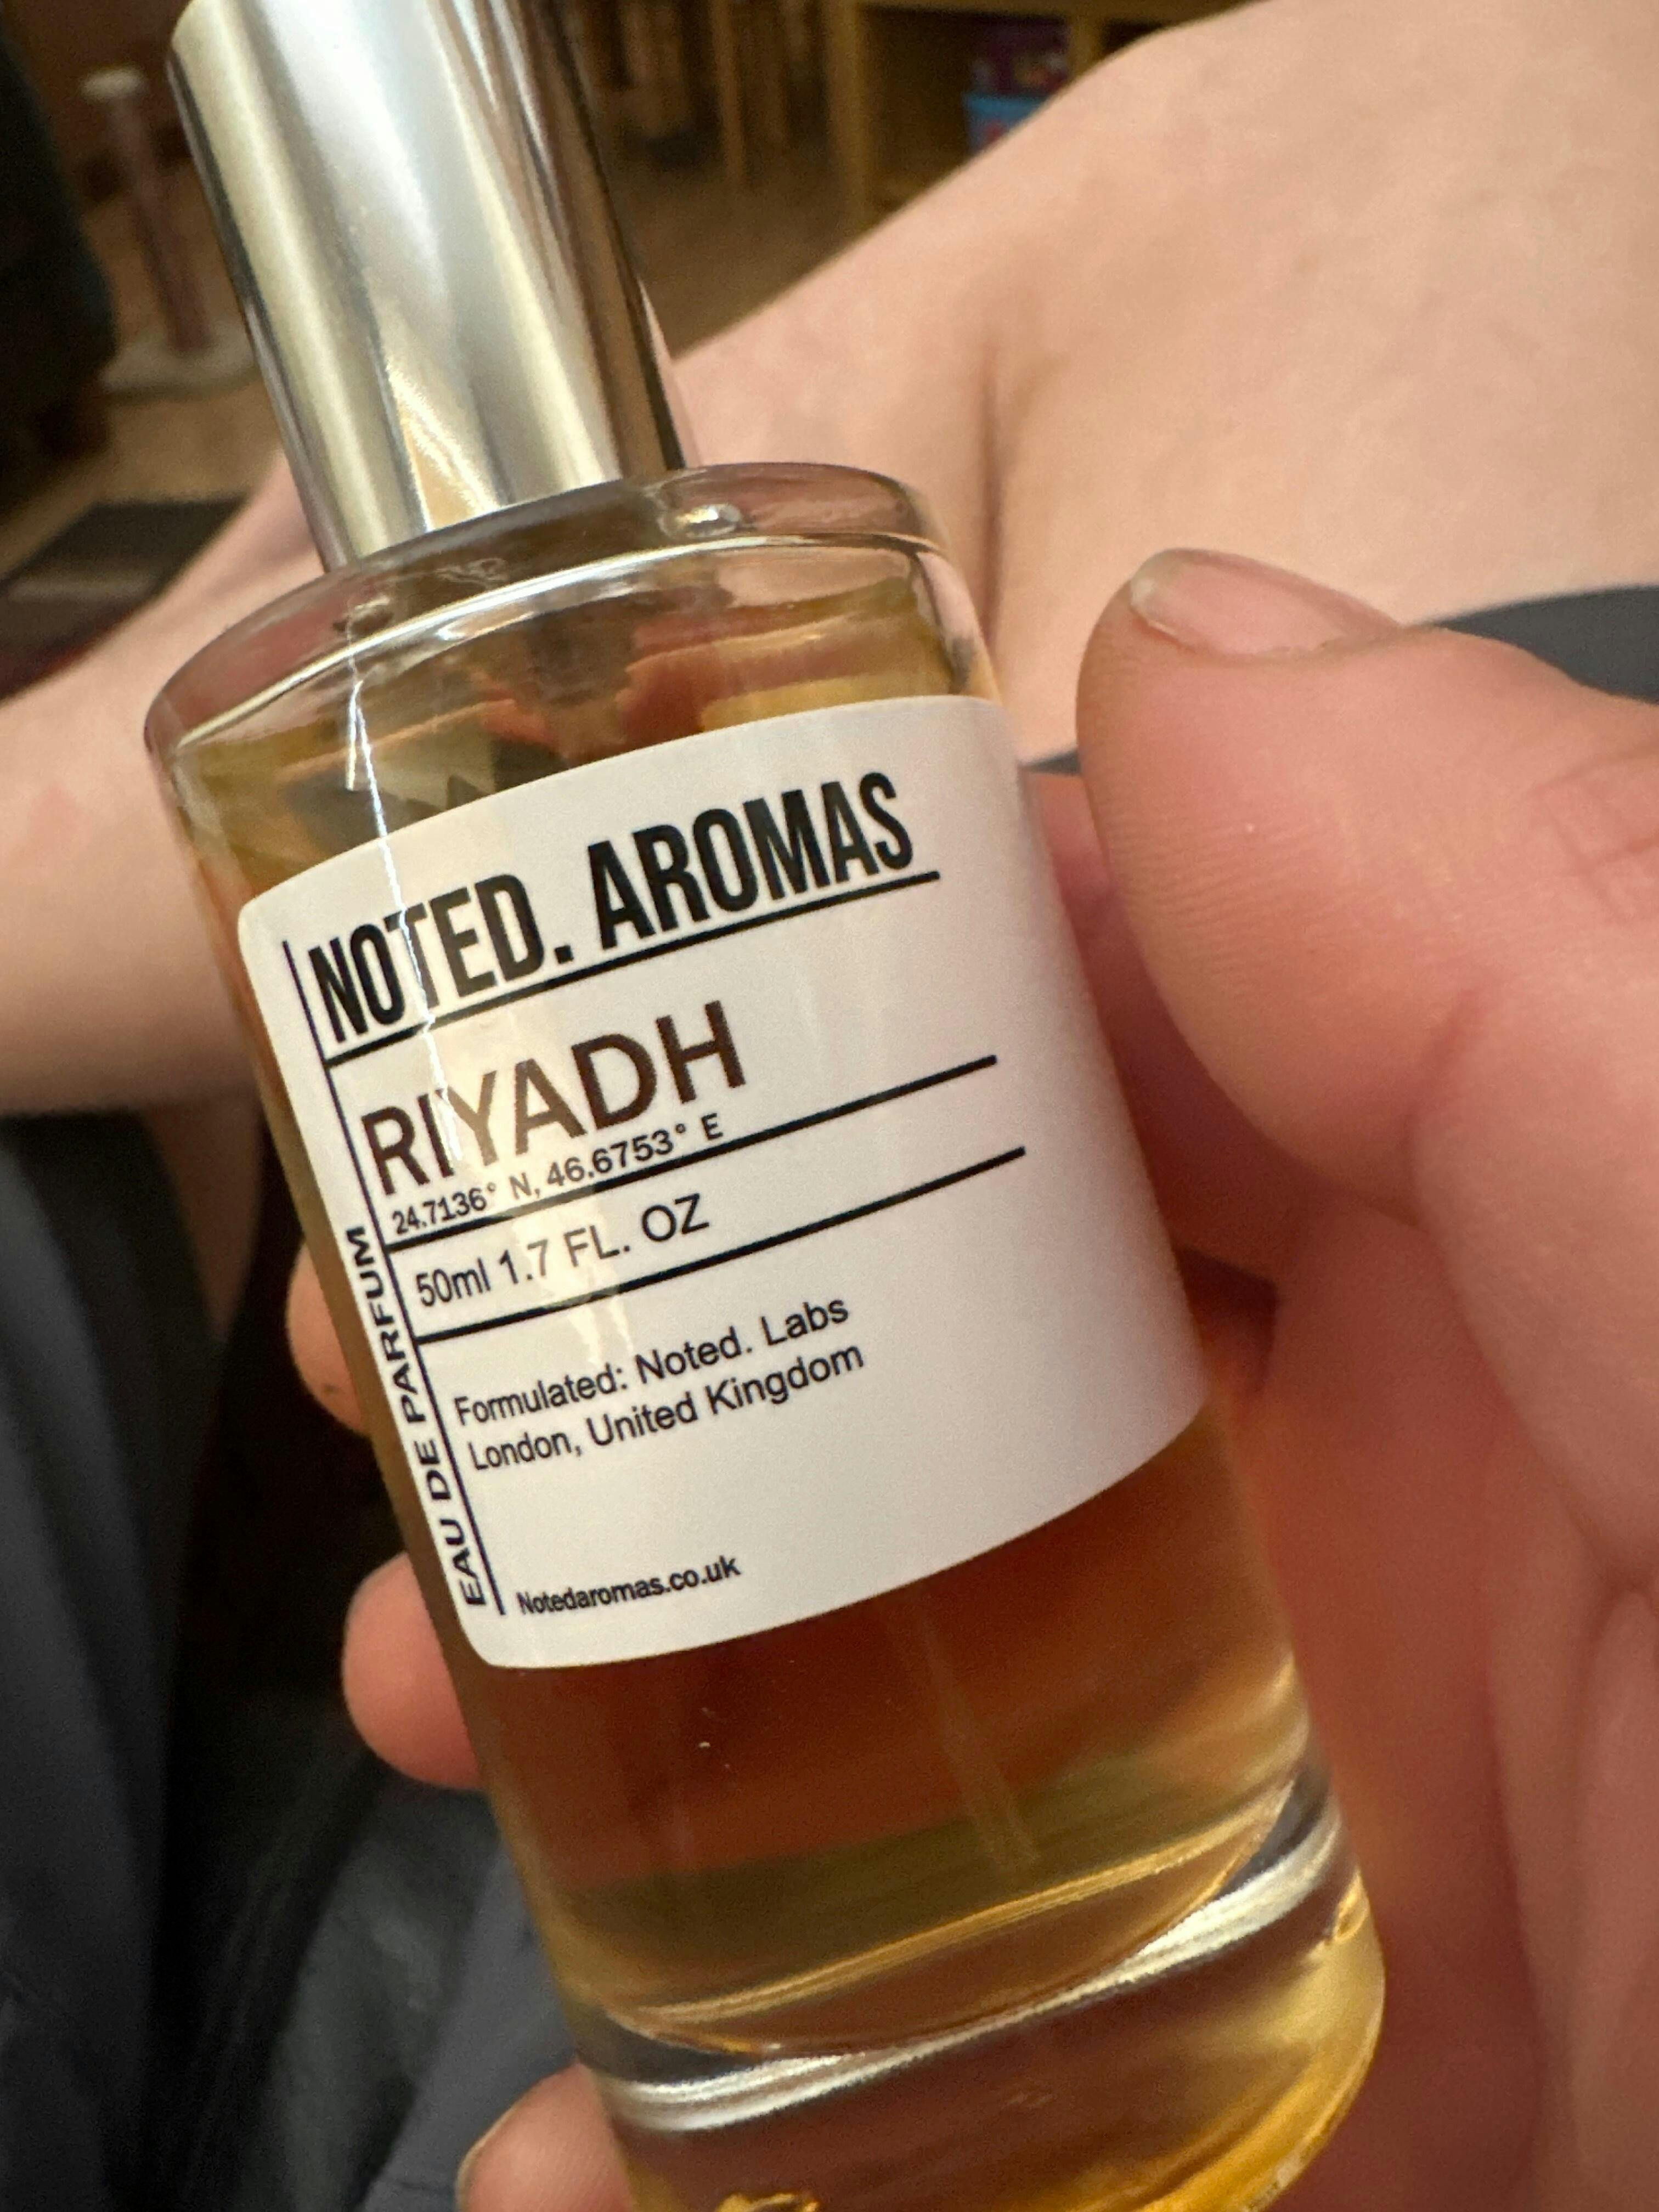 NOTED. AROMAS
RIYADH
24.7136° N, 46.6753° E
50ml 1.7 FL. OZ
Formulated: Noted. Labs
London, United Kingdom
Notedaromas.co.uk
EAU DE PARFUM